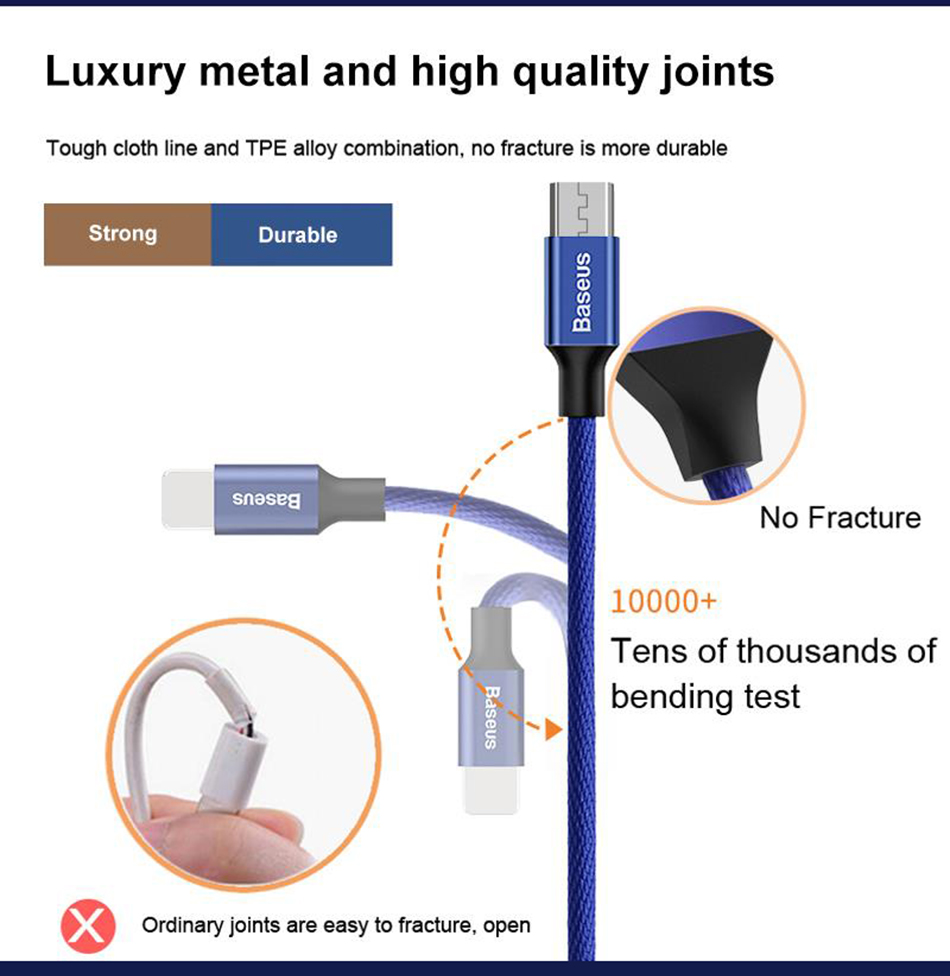 Luxury metal and high quality joints
Tough cloth line and TPE alloy combination, no fracture is more durable
Strong
Durable
Baseus
No Fracture
Baseus
10000+
Tens of thousands of
bending test
Baseus
Ordinary joints are easy to fracture, open